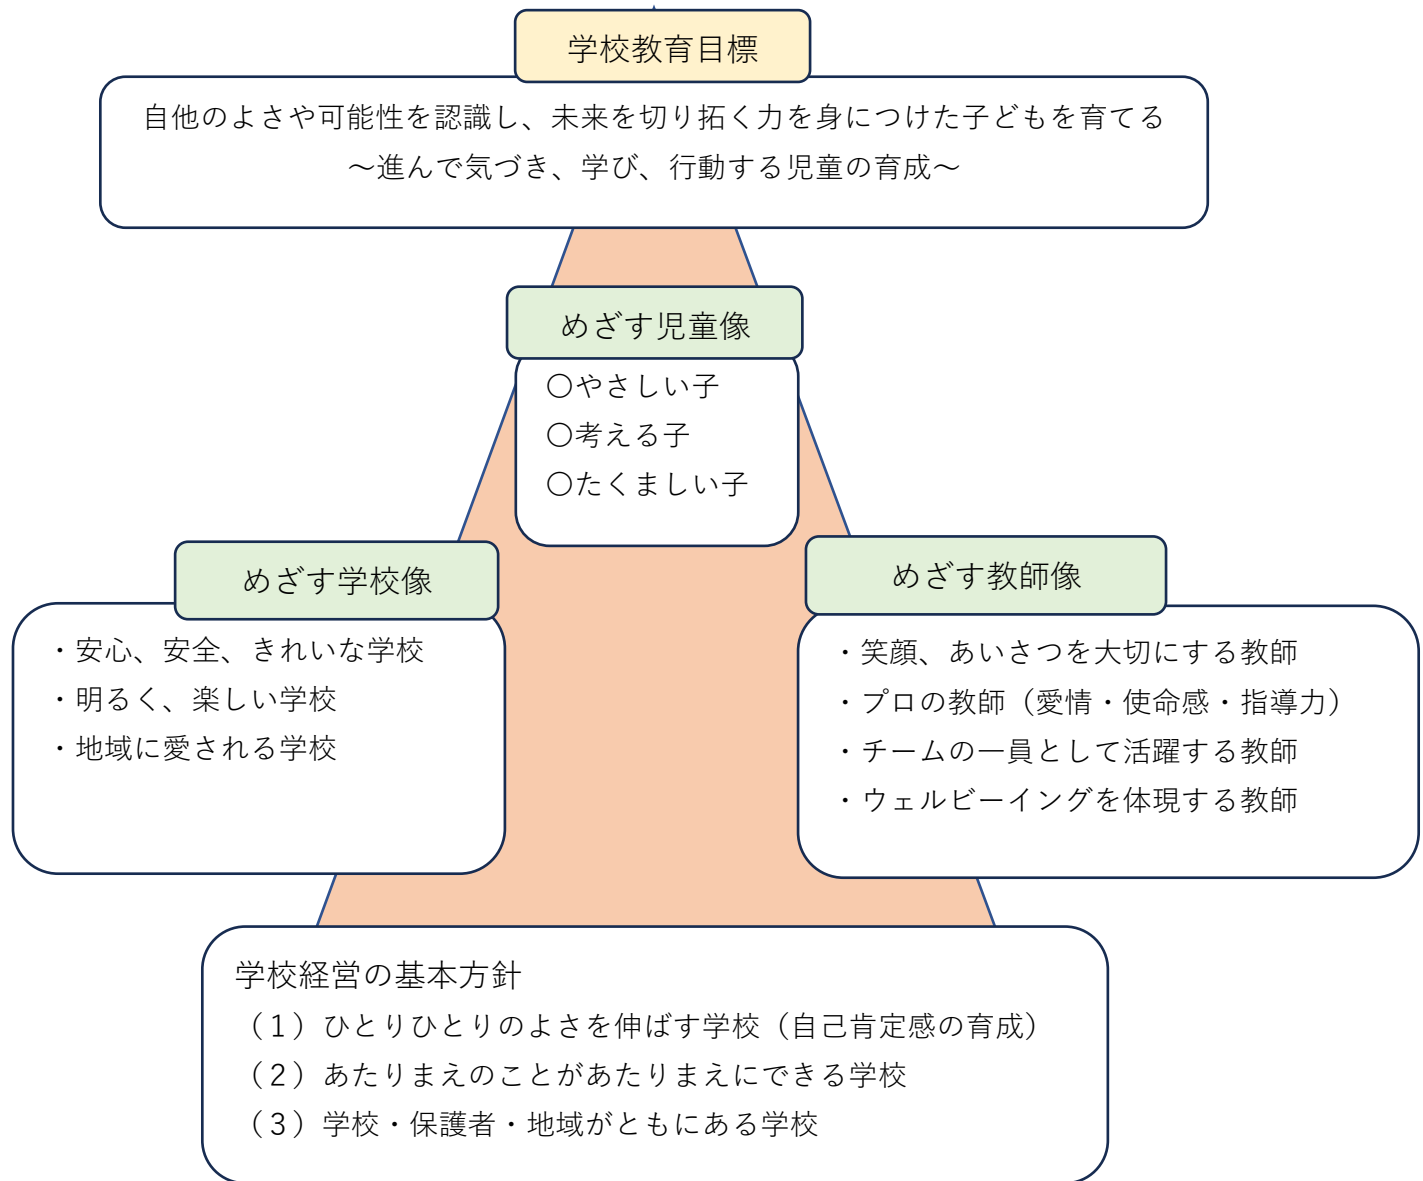 学校教育目標
自他のよさや可能性を認識し、未来を切り拓く力を身につけた子どもを育てる
～進んで気づき、学び、行動する児童の育成～
めざす児童像
〇やさしい子
〇考える子
〇たくましい子
めざす学校像
・安心、安全、きれいな学校
・明るく、楽しい学校
・地域に愛される学校
めざす教師像
・笑顔、あいさつを大切にする教師
・プロの教師（愛情・使命感・指導力）
・チームの一員として活躍する教師
・ウェルビーイングを体現する教師
学校経営の基本方針
（１）ひとりひとりのよさを伸ばす学校（自己肯定感の育成）
（２）あたりまえのことがあたりまえにできる学校
（３）学校・保護者・地域がともにある学校